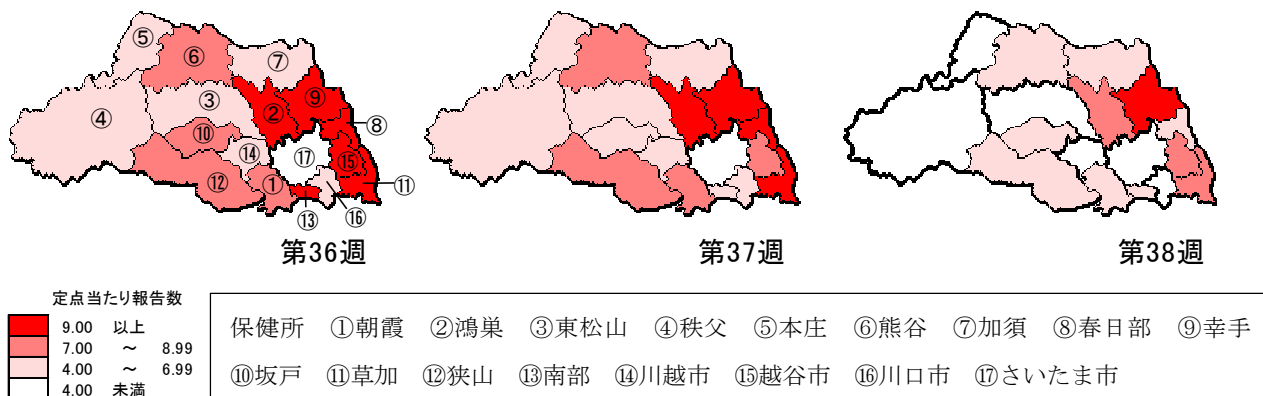 ⑤
⑥
⑦
④
③
②
⑨
⑧
⑩
⑭
⑰
⑮
⑫
①
⑪
⑬
⑯
第36週
第37週
第38週
定点当たり報告数
9.00 以上
7.00 ～ 8.99
4.00 ～ 6.99
4.00 未満
保健所 ①朝霞 ②鴻巣 ③東松山 ④秩父 ⑤本庄 ⑥熊谷 ⑦加須 ⑧春日部 ⑨幸手
⑩坂戸 ⑪草加 ⑫狭山 ⑬南部 ⑭川越市 ⑮越谷市 ⑯川口市 ⑰さいたま市